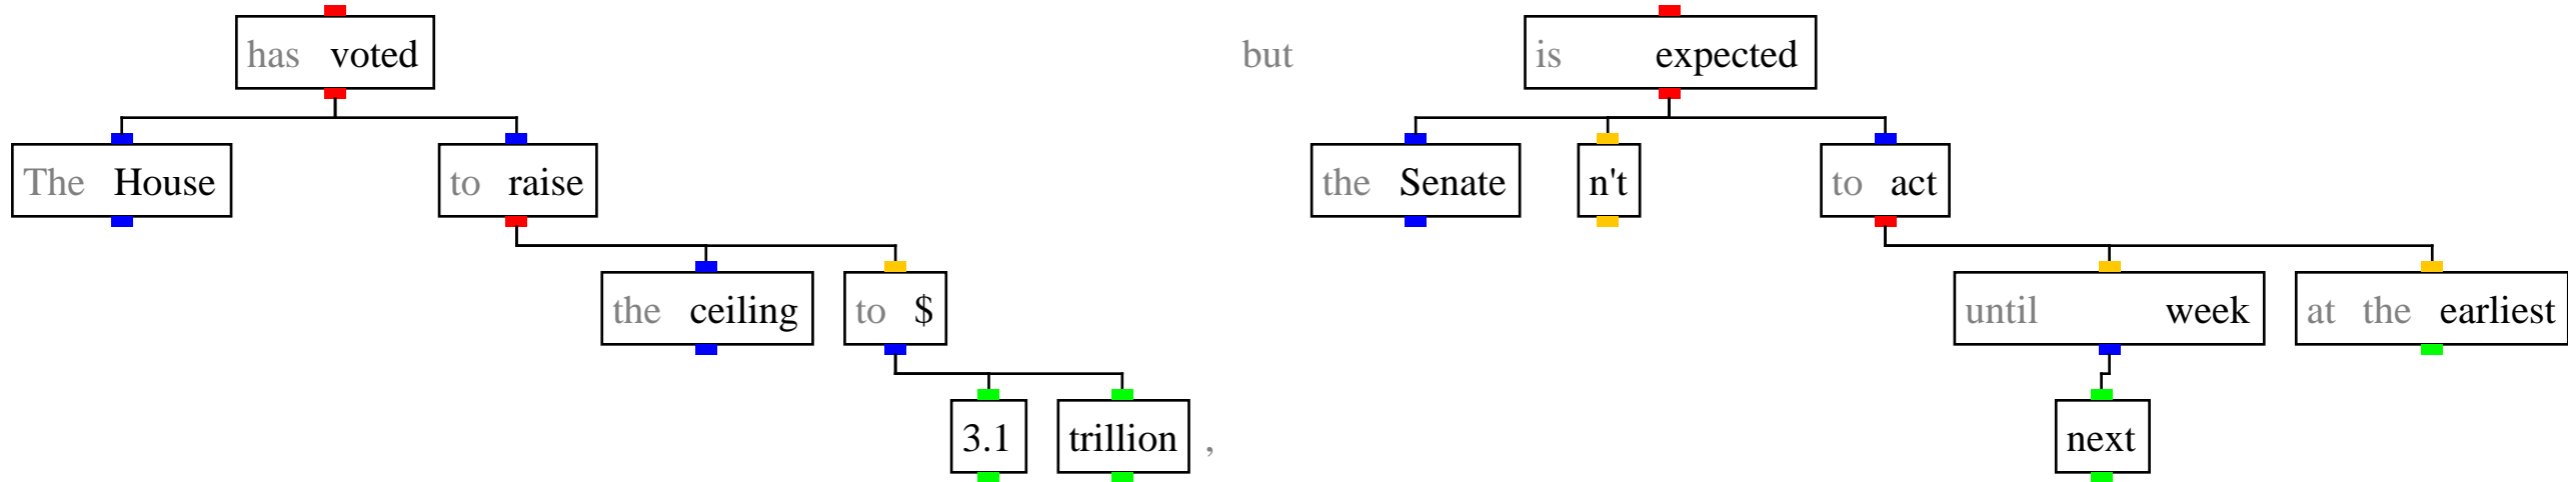 has voted but is expected
The House to raise the Senate n't to act
the ceiling to $ until week at the earliest
3.1 trillion , next